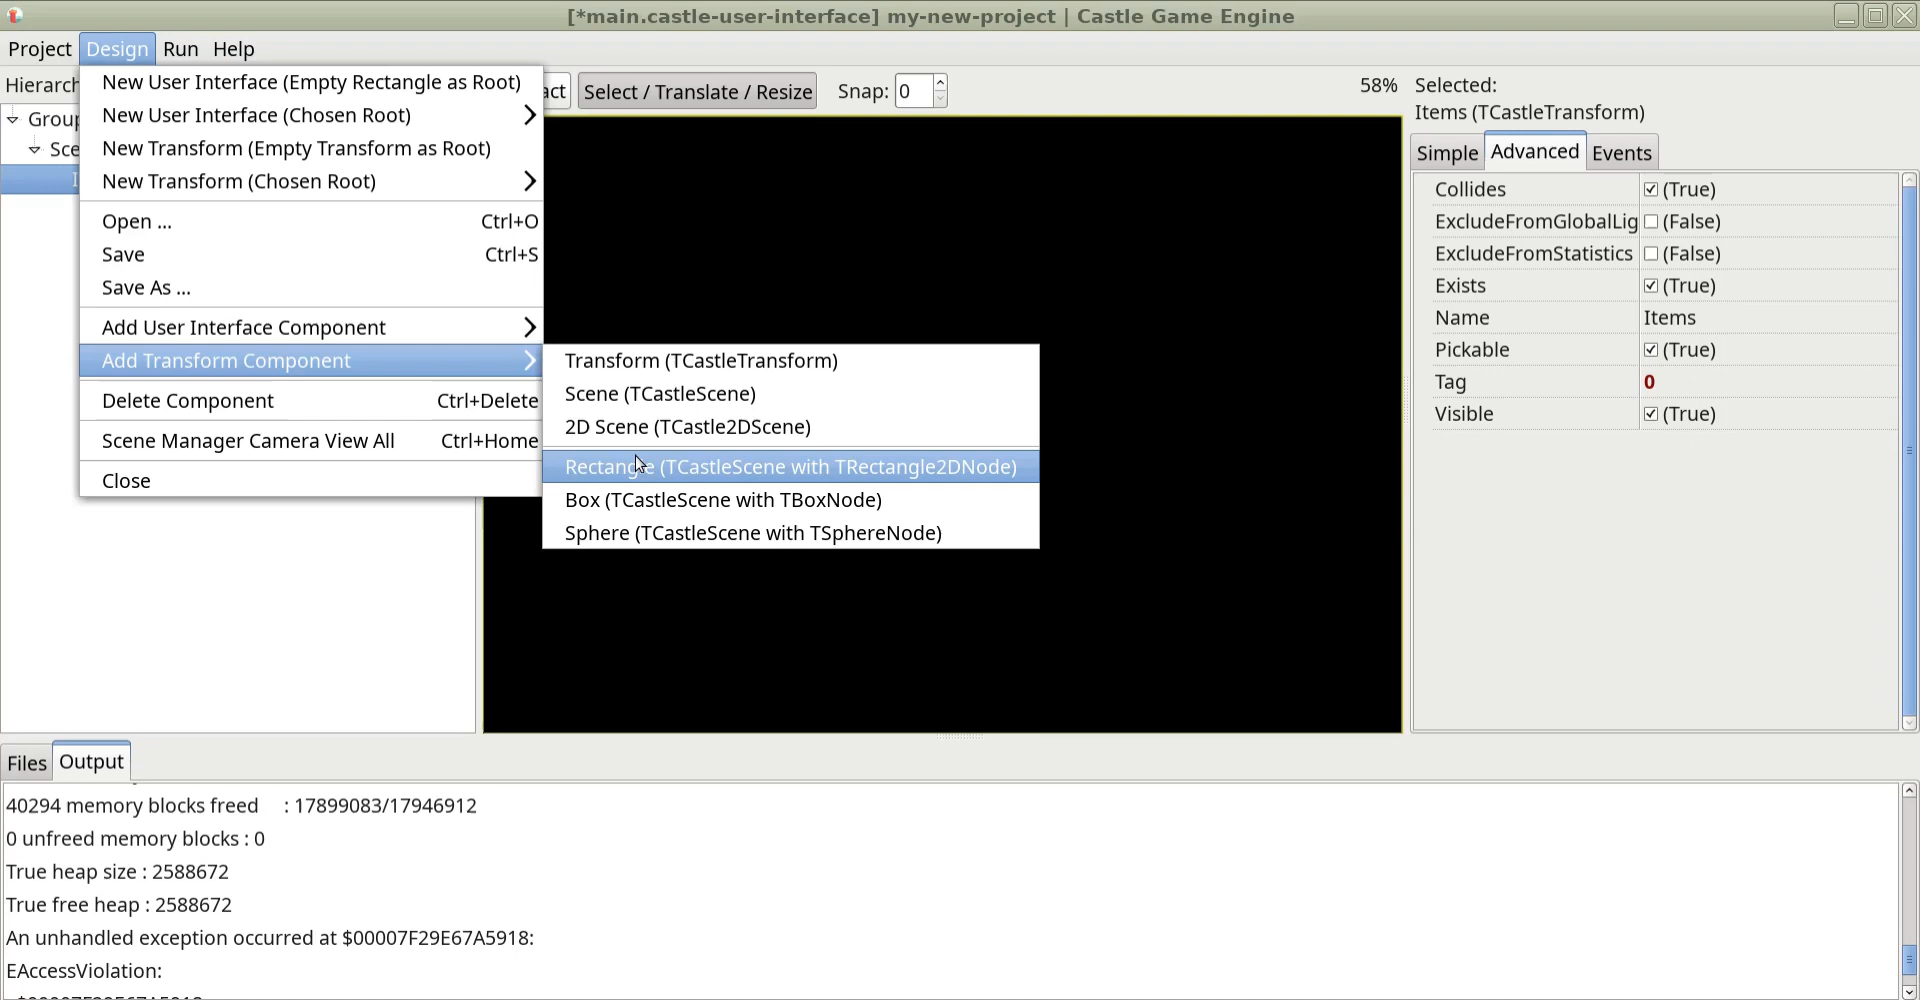 [*main.castle-user-interface] my-new-project | Castle Game Engine
Project Design Run Help
Hierarch
Select / Translate / Resize
Snap: 0
58%
Selected:
Items (TCastleTransform)
Simple Advanced Events
Collides (True)
ExcludeFromGlobalLig (False)
ExcludeFromStatistics (False)
Exists (True)
Name Items
Pickable (True)
Tag 0
Visible (True)
New User Interface (Empty Rectangle as Root)
New User Interface (Chosen Root)
New Transform (Empty Transform as Root)
New Transform (Chosen Root)
Open ... Ctrl+O
Save Ctrl+S
Save As ...
Add User Interface Component
Add Transform Component
Delete Component Ctrl+Delete
Scene Manager Camera View All Ctrl+Home
Close
Transform (TCastleTransform)
Scene (TCastleScene)
2D Scene (TCastle2DScene)
Rectangle (TCastleScene with TRectangle2DNode)
Box (TCastleScene with TBoxNode)
Sphere (TCastleScene with TSphereNode)
Files Output
40294 memory blocks freed : 17899083/17946912
0 unfreed memory blocks : 0
True heap size : 2588672
True free heap : 2588672
An unhandled exception occurred at $00007F29E67A5918:
EAccessViolation: